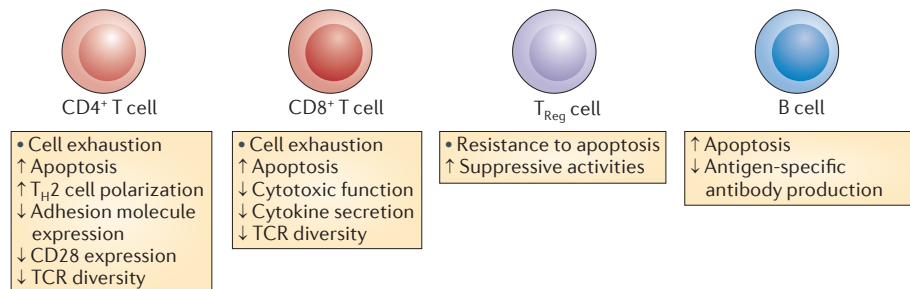 CD4⁺ T cell
• Cell exhaustion
↑ Apoptosis
↑ T_H2 cell polarization
↓ Adhesion molecule
expression
↓ CD28 expression
↓ TCR diversity
CD8⁺ T cell
• Cell exhaustion
↑ Apoptosis
↓ Cytotoxic function
↓ Cytokine secretion
↓ TCR diversity
T_Reg cell
• Resistance to apoptosis
↑ Suppressive activities
B cell
↑ Apoptosis
↓ Antigen-specific
antibody production